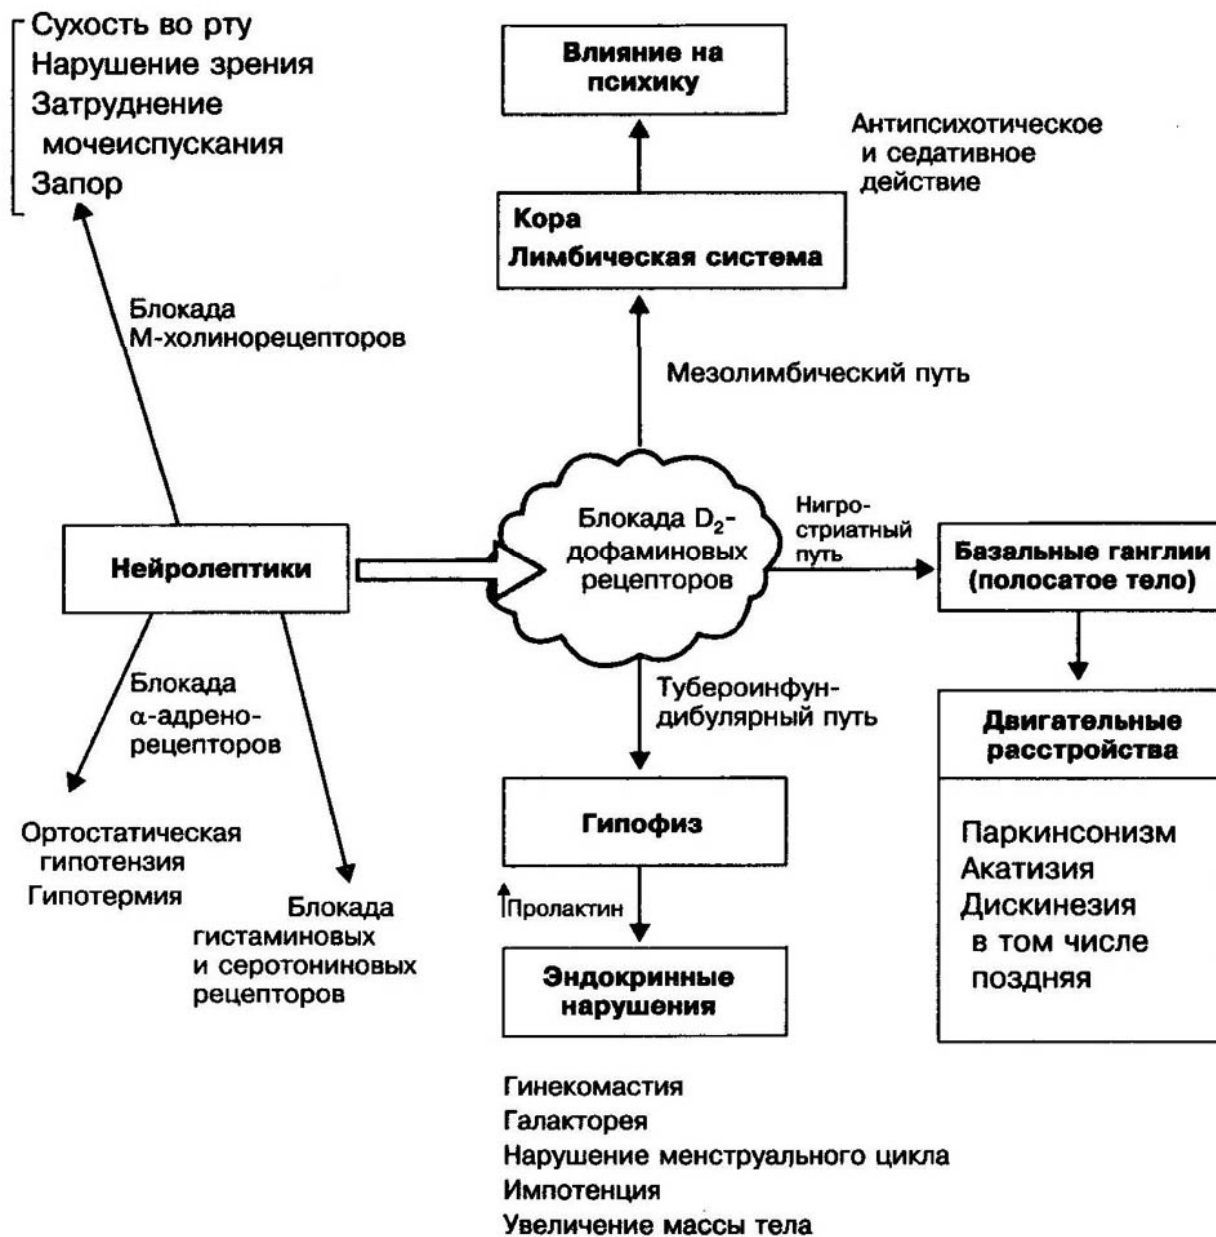 Сухость во рту
Нарушение зрения
Затруднение
мочеиспускания
Запор
Влияние на
психику
Антипсихотическое
и седативное
действие
Кора
Лимбическая система
Блокада
М-холинорецепторов
Мезолимбический путь
Нейролептики
Блокада D₂-
дофаминовых
рецепторов
Нигро-
стриатный
путь
Базальные ганглии
(полосатое тело)
Блокада
α-адрено-
рецепторов
Тубероинфун-
дибулярный путь
Двигательные
расстройства
Ортостатическая
гипотензия
Гипотермия
Гипофиз
Паркинсонизм
Акатизия
Дискинезия
в том числе
поздняя
Блокада
гистаминовых
и серотониновых
рецепторов
↑Пролактин
Эндокринные
нарушения
Гинекомастия
Галакторея
Нарушение менструального цикла
Импотенция
Увеличение массы тела